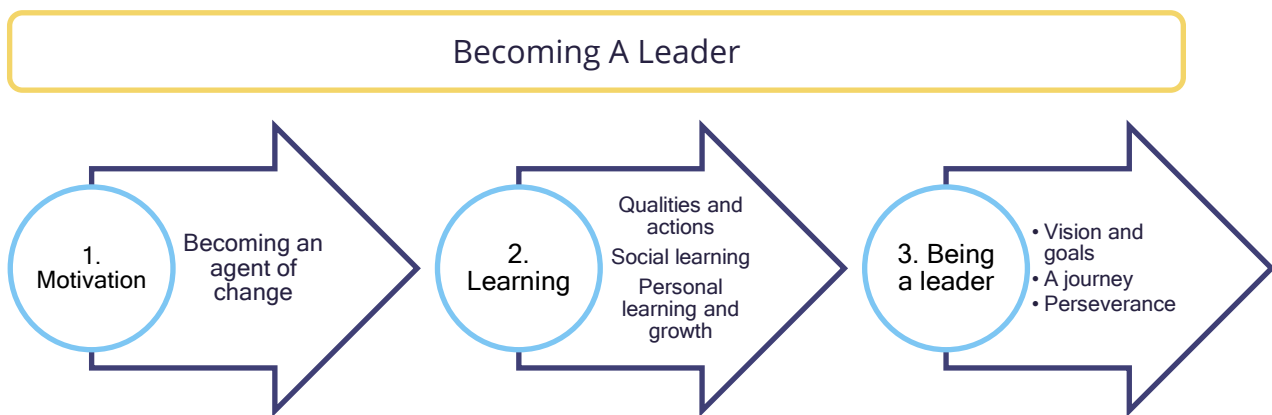 Becoming A Leader
1.
Motivation
Becoming an
agent of
change
2.
Learning
Qualities and
actions
Social learning
Personal
learning and
growth
3. Being
a leader
• Vision and
goals
• A journey
• Perseverance